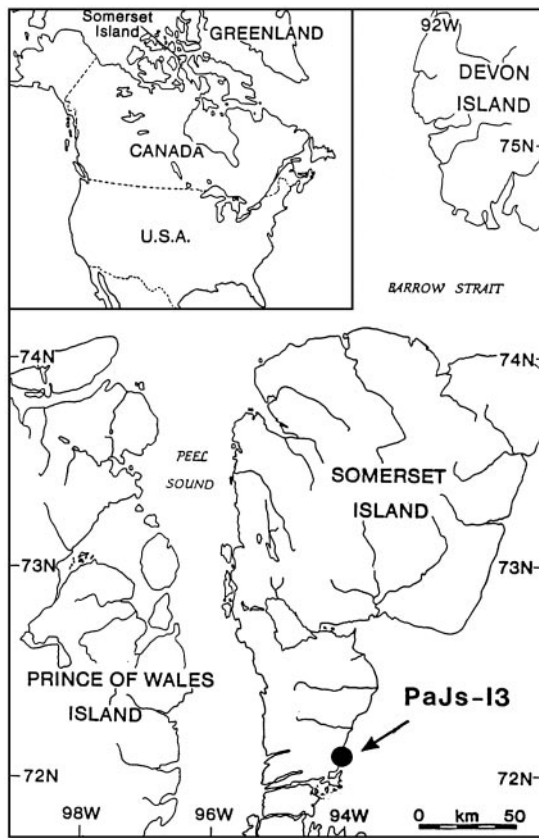 Somerset
Island
GREENLAND
CANADA
U.S.A.
92W
DEVON
ISLAND
75N
BARROW STRAIT
74N
74N
PEEL
SOUND
SOMERSET
ISLAND
73N
73N
PRINCE OF WALES
ISLAND
PaJs-13
72N
72N
98W
96W
94W
0 km 50